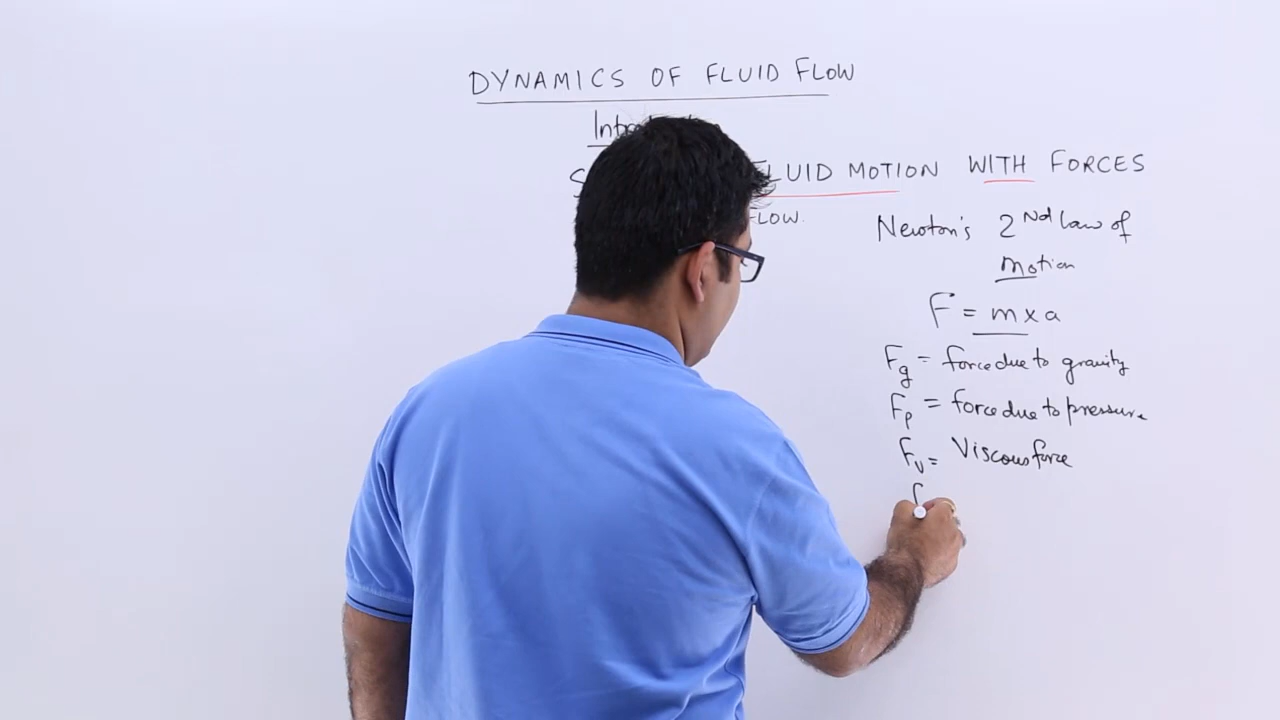 DYNAMICS OF FLUID FLOW
FLUID MOTION WITH FORCES
FLOW.
Newton's 2nd Law of
Motion
F = m x a
Fg = force due to gravity
Fp = force due to pressure
Fv = Viscous force